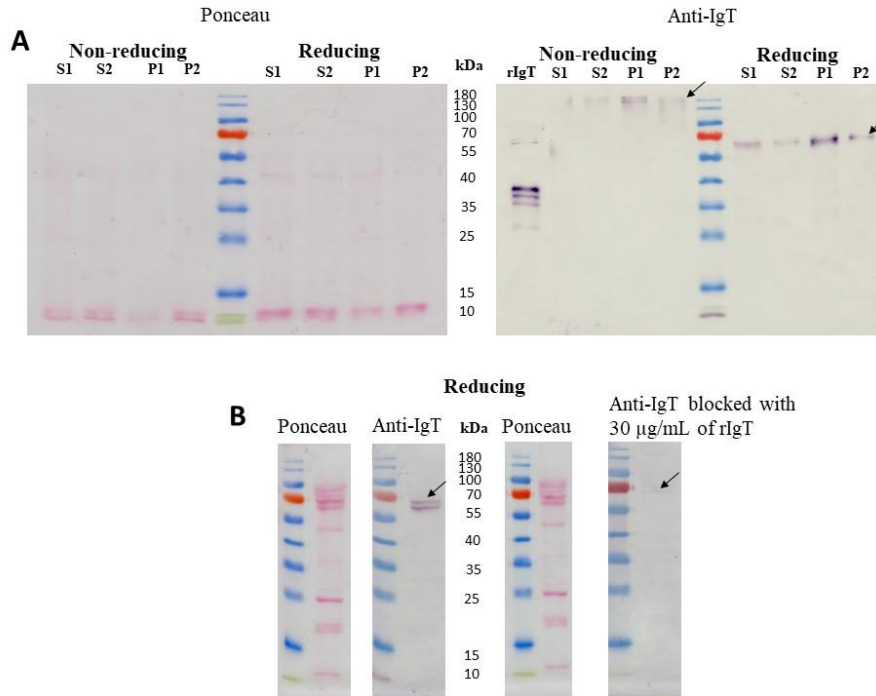 Ponceau
Anti-IgT
A
Non-reducing
Reducing
kDa
Non-reducing
Reducing
S1 S2 P1 P2
S1 S2 P1 P2
rIgT
S1 S2 P1 P2
S1 S2 P1 P2
180
130
100
70
55
40
35
25
15
10
Reducing
B
Ponceau
Anti-IgT
kDa
Ponceau
Anti-IgT blocked with
30 µg/mL of rIgT
180
130
100
70
55
40
35
25
15
10